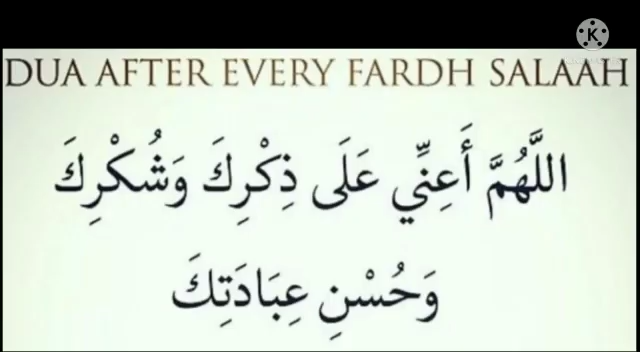 DUA AFTER EVERY FARDH SALAAH
اللَّهُمَّ أَعِنِّي عَلَى ذِكْرِكَ وَشُكْرِكَ
وَحُسْنِ عِبَادَتِكَ